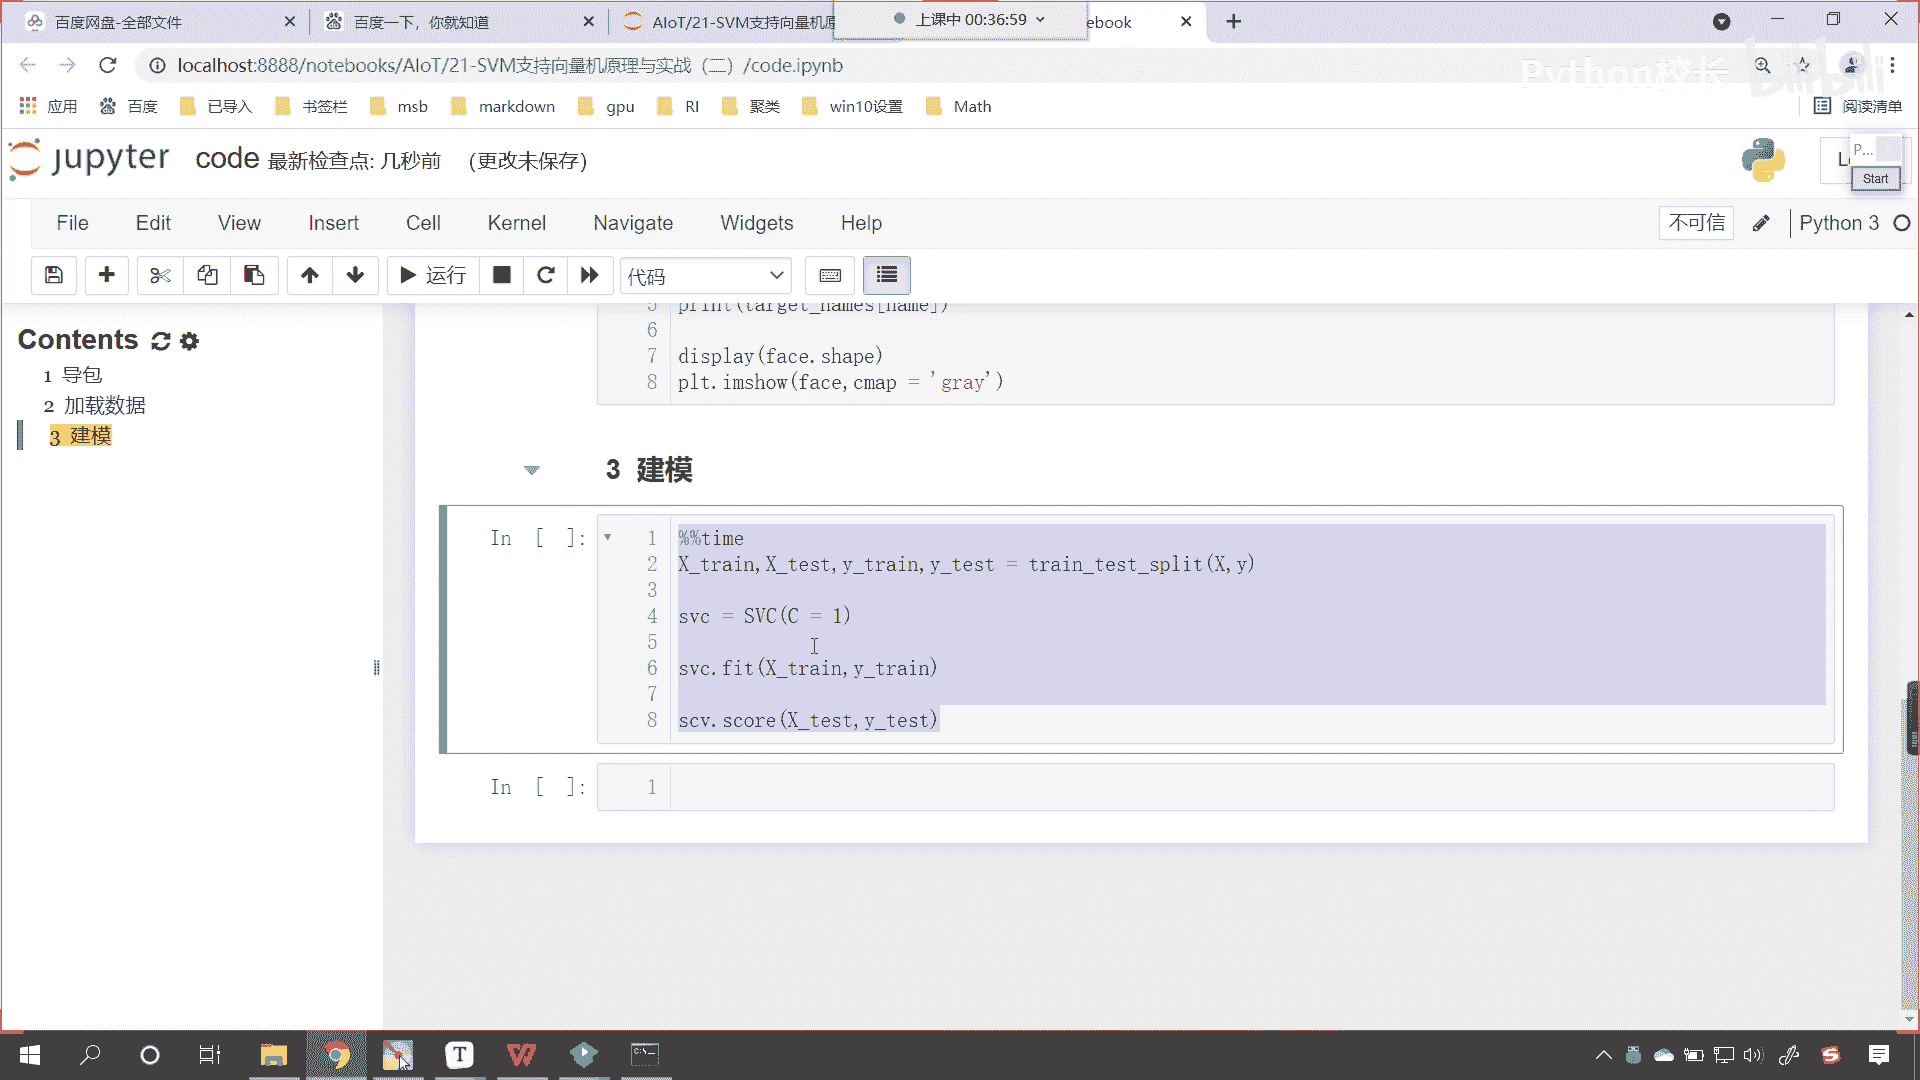 百度网盘-全部文件
百度一下，你就知道
AIoT/21-SVM支持向量机原
上课中 00:36:59
ebook
localhost:8888/notebooks/AIoT/21-SVM支持向量机原理与实战（二）/code.ipynb
Python校长
bilibili
应用
百度
已导入
书签栏
msb
markdown
gpu
RI
聚类
win10设置
Math
阅读清单
jupyter
code 最新检查点: 几秒前 (更改未保存)
P...
Start
File
Edit
View
Insert
Cell
Kernel
Navigate
Widgets
Help
不可信
Python 3
运行
代码
Contents
1 导包
2 加载数据
3 建模
5 print(target_names[name])
6
7 display(face.shape)
8 plt.imshow(face,cmap = 'gray')
3 建模
In [ ]:
1 %%time
2 X_train,X_test,y_train,y_test = train_test_split(X,y)
3
4 svc = SVC(C = 1)
5
6 svc.fit(X_train,y_train)
7
8 scv.score(X_test,y_test)
In [ ]:
1